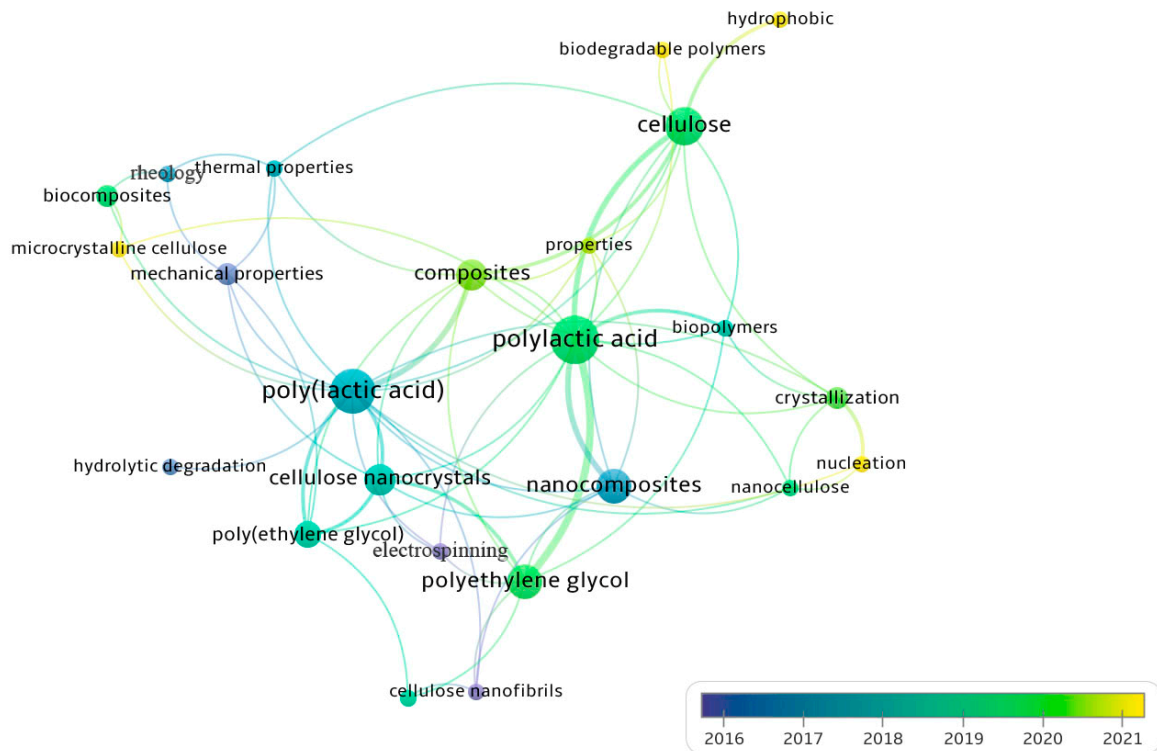 hydrophobic
biodegradable polymers
cellulose
rheology
thermal properties
biocomposites
microcrystalline cellulose
properties
mechanical properties
composites
biopolymers
polylactic acid
poly(lactic acid)
crystallization
hydrolytic degradation
nucleation
cellulose nanocrystals
nanocomposites
nanocellulose
poly(ethylene glycol)
electrospinning
polyethylene glycol
cellulose nanofibrils
2016 2017 2018 2019 2020 2021